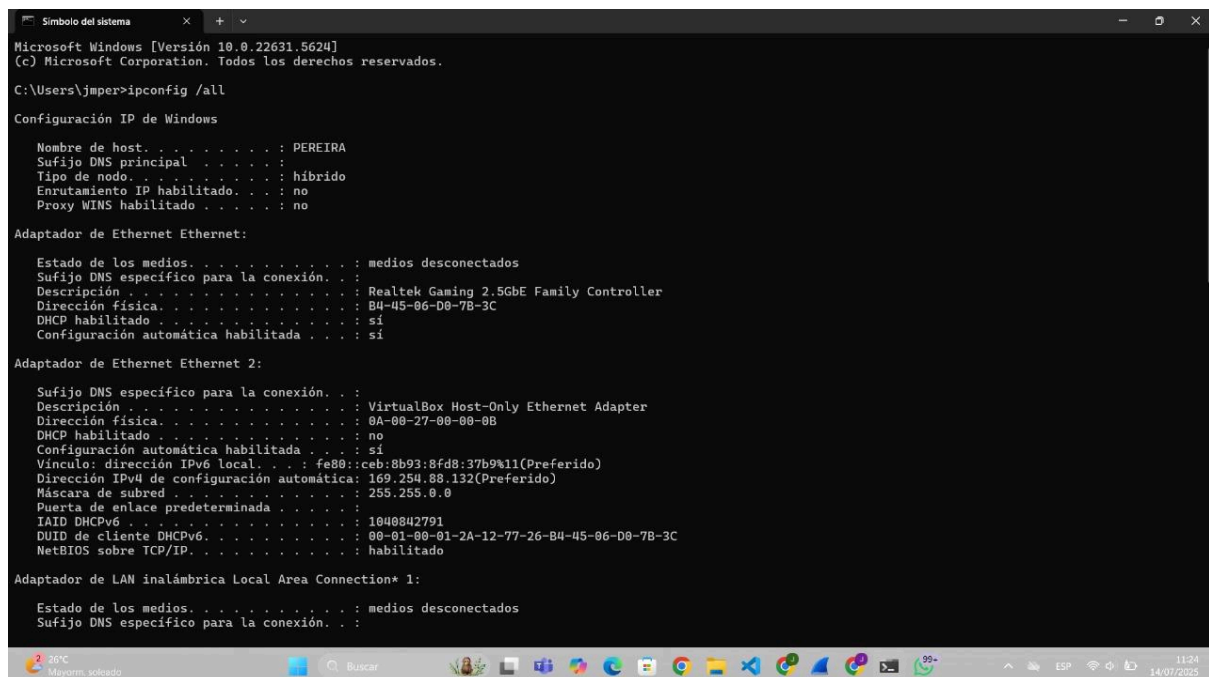 Símbolo del sistema
Microsoft Windows [Versión 10.0.22631.5624]
(c) Microsoft Corporation. Todos los derechos reservados.
C:\Users\jmper>ipconfig /all
Configuración IP de Windows
Nombre de host. . . . . . . . . : PEREIRA
Sufijo DNS principal  . . . . . :
Tipo de nodo. . . . . . . . . . : híbrido
Enrutamiento IP habilitado. . . : no
Proxy WINS habilitado . . . . . : no
Adaptador de Ethernet Ethernet:
Estado de los medios. . . . . . . . . . . : medios desconectados
Sufijo DNS específico para la conexión. . :
Descripción . . . . . . . . . . . . . . . : Realtek Gaming 2.5GbE Family Controller
Dirección física. . . . . . . . . . . . . : B4-45-06-D0-7B-3C
DHCP habilitado . . . . . . . . . . . . . : sí
Configuración automática habilitada . . . : sí
Adaptador de Ethernet Ethernet 2:
Sufijo DNS específico para la conexión. . :
Descripción . . . . . . . . . . . . . . . : VirtualBox Host-Only Ethernet Adapter
Dirección física. . . . . . . . . . . . . : 0A-00-27-00-00-0B
DHCP habilitado . . . . . . . . . . . . . : no
Configuración automática habilitada . . . : sí
Vínculo: dirección IPv6 local. . . : fe80::ceb:8b93:8fd8:37b9%11(Preferido)
Dirección IPv4 de configuración automática: 169.254.88.132(Preferido)
Máscara de subred . . . . . . . . . . . . : 255.255.0.0
Puerta de enlace predeterminada . . . . . :
IAID DHCPv6 . . . . . . . . . . . . . . . : 1040842791
DUID de cliente DHCPv6. . . . . . . . . . : 00-01-00-01-2A-12-77-26-B4-45-06-D0-7B-3C
NetBIOS sobre TCP/IP. . . . . . . . . . . : habilitado
Adaptador de LAN inalámbrica Local Area Connection* 1:
Estado de los medios. . . . . . . . . . . : medios desconectados
Sufijo DNS específico para la conexión. . :
2
26°C
Mayorm. soleado
Buscar
99+
ESP
11:24
14/07/2025